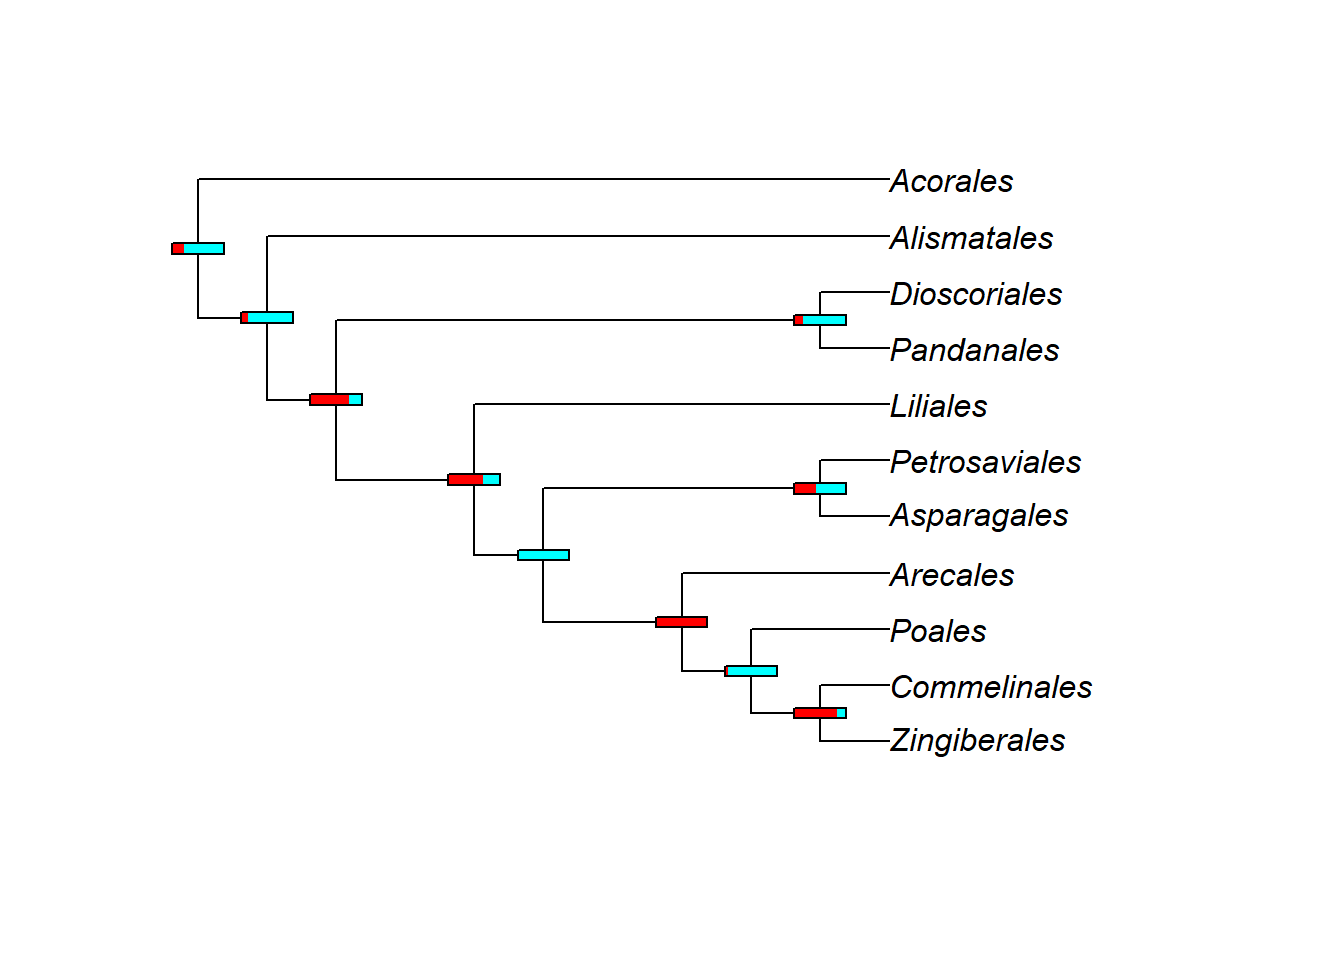 Acorales
Alismatales
Dioscoriales
Pandanales
Liliales
Petrosaviales
Asparagales
Arecales
Poales
Commelinales
Zingiberales